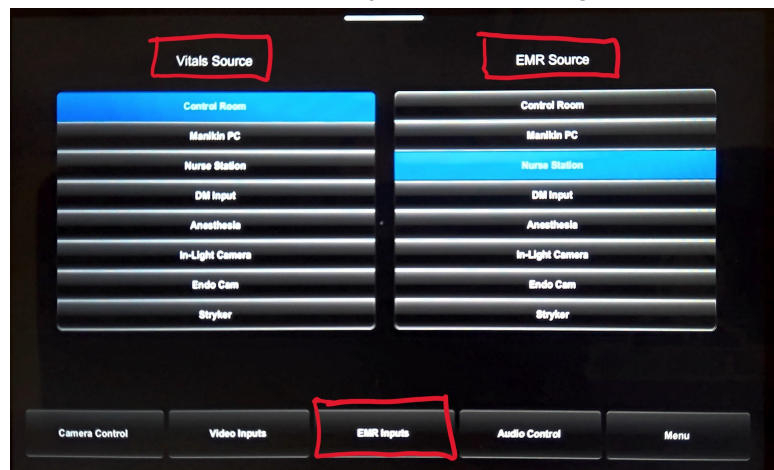 Vitals Source
EMR Source
Control Room
Manikin PC
Nurse Station
DM Input
Anesthesia
In-Light Camera
Endo Cam
Stryker
Control Room
Manikin PC
Nurse Station
DM Input
Anesthesia
In-Light Camera
Endo Cam
Stryker
Camera Control
Video Inputs
EMR Inputs
Audio Control
Menu